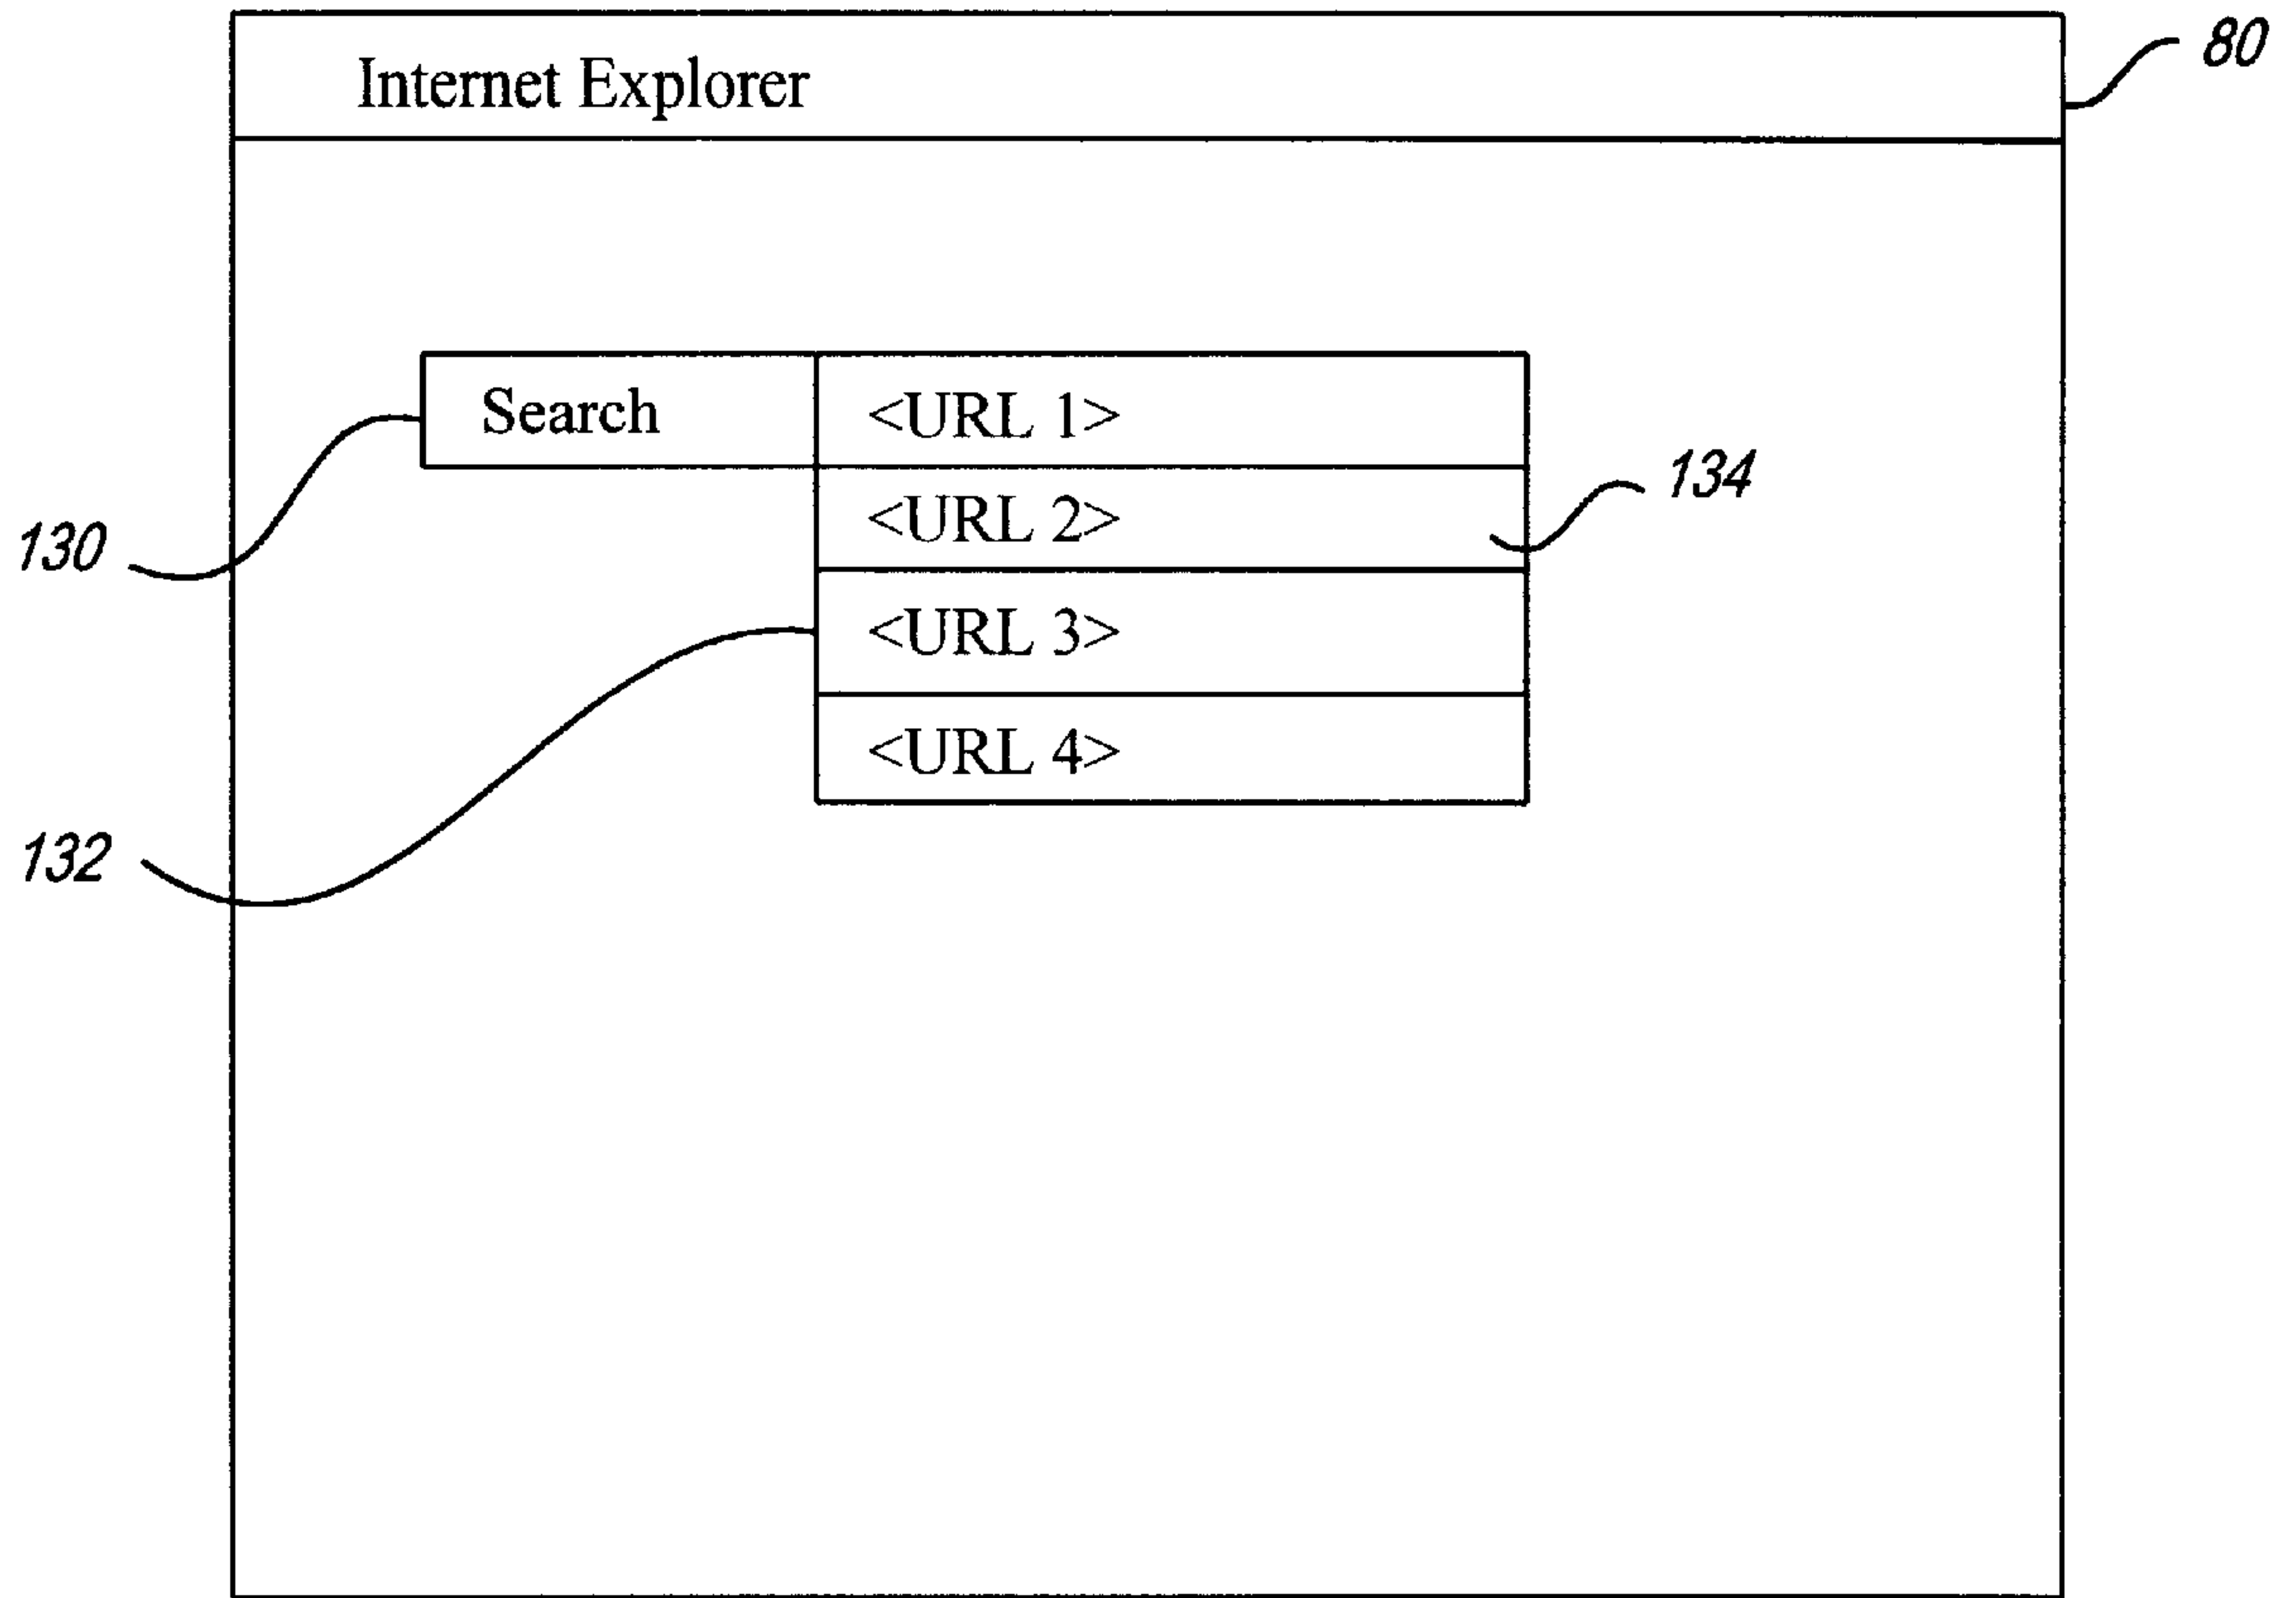 Internet Explorer
80
Search
<URL 1>
134
<URL 2>
130
<URL 3>
<URL 4>
132